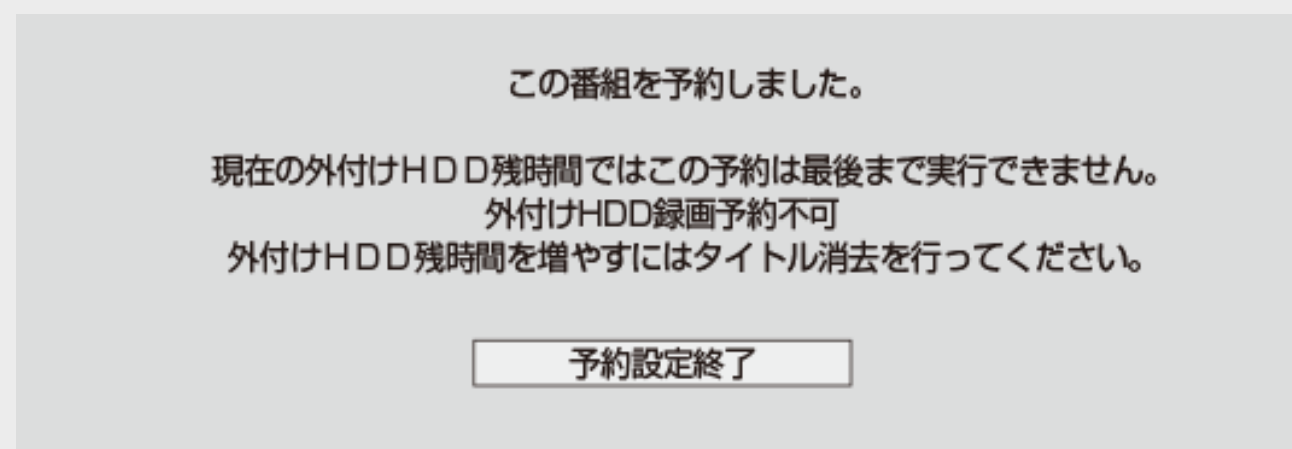 この番組を予約しました。
現在の外付けＨＤＤ残時間ではこの予約は最後まで実行できません。
外付けHDD録画予約不可
外付けＨＤＤ残時間を増やすにはタイトル消去を行ってください。
予約設定終了